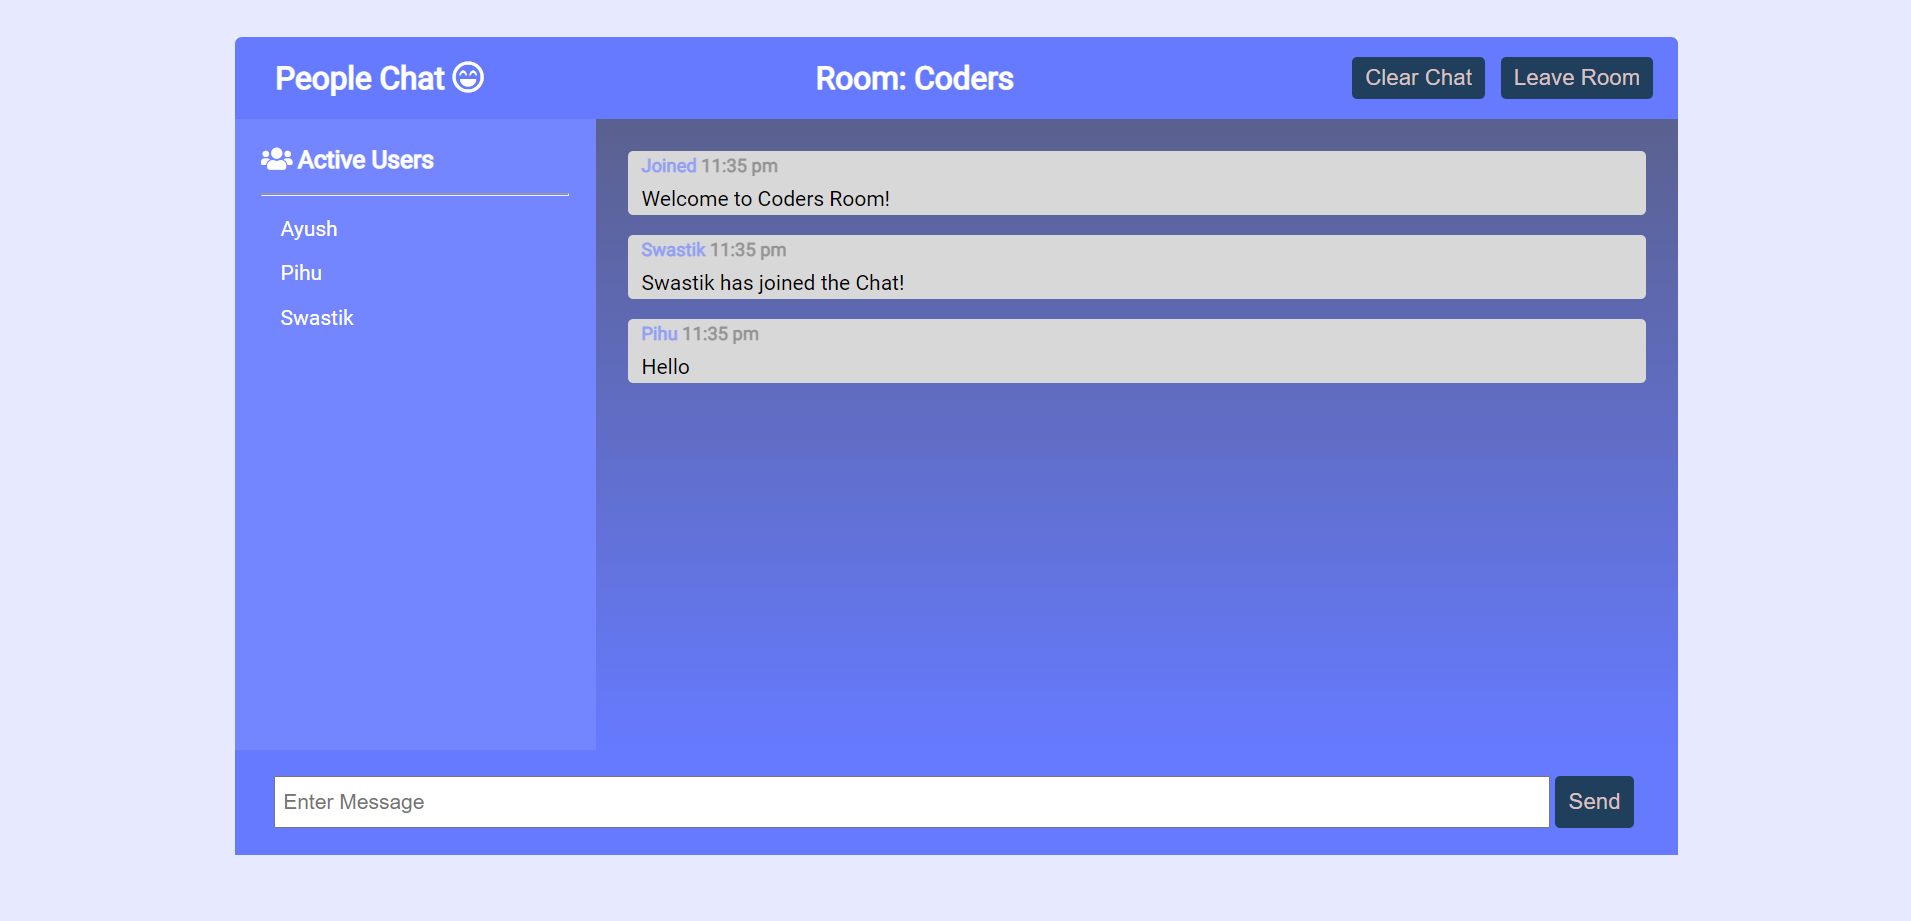 People Chat
Room: Coders
Clear Chat
Leave Room
Active Users
Ayush
Pihu
Swastik
Joined 11:35 pm
Welcome to Coders Room!
Swastik 11:35 pm
Swastik has joined the Chat!
Pihu 11:35 pm
Hello
Enter Message
Send